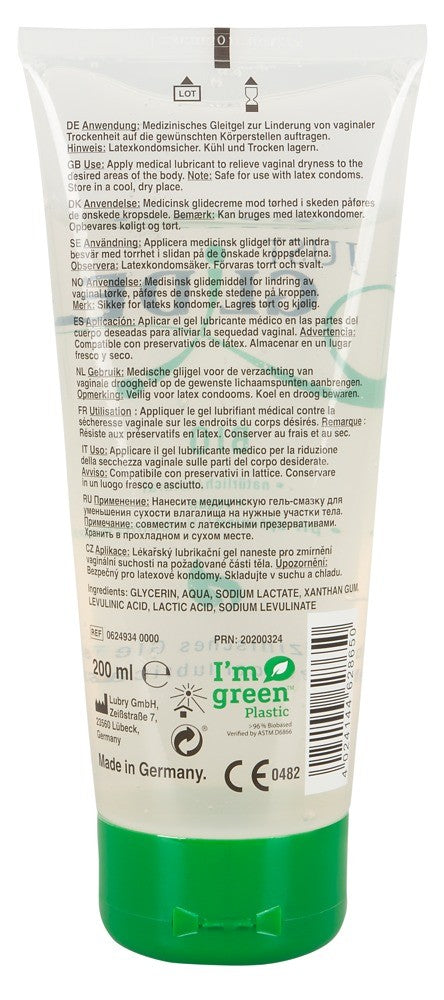 LOT
DE Anwendung: Medizinisches Gleitgel zur Linderung von vaginaler
Trockenheit auf die gewünschten Körperstellen auftragen.
Hinweis: Latexkondomsicher. Kühl und Trocken lagern.
GB Use: Apply medical lubricant to relieve vaginal dryness to the
desired areas of the body. Note: Safe for use with latex condoms.
Store in a cool, dry place.
DK Anvendelse: Medicinsk glidecreme mod tørhed i skeden påføres
de ønskede kropsdele. Bemærk: Kan bruges med latexkondomer.
Opbevares køligt og tørt.
SE Användning: Applicera medicinsk glidgel för att lindra
besvär med torrhet i slidan på de önskade kroppsdelarna.
Observera: Latexkondomsäker. Förvaras torrt och svalt.
NO Anvendelse: Medisinsk glidemiddel for lindring av
vaginal tørke, påføres de ønskede stedene på kroppen.
Merk: Sikker for lateks kondomer. Lagres tort og kjølig.
ES Aplicación: Aplicar el gel lubricante médico en las partes del
cuerpo deseadas para aliviar la sequedad vaginal. Advertencia:
Compatible con preservativos de látex. Almacenar en un lugar
fresco y seco.
NL Gebruik: Medische glijgel voor de verzachting van
vaginale droogheid op de gewenste lichaamspunten aanbrengen.
Opmerking: Veilig voor latex condooms. Koel en droog bewaren.
FR Utilisation : Appliquer le gel lubrifiant médical contre la
sécheresse vaginale sur les endroits du corps désirés. Remarque :
Résiste aux préservatifs en latex. Conserver au frais et au sec.
IT Uso: Applicare il gel lubricante medico per la riduzione
della secchezza vaginale sulle parti del corpo desiderate.
Avviso: Compatibile con preservativi in lattice. Conservare
in un luogo fresco e asciutto.
RU Применение: Нанесите медицинскую гель-смазку для
уменьшения сухости влагалища на нужные участки тела.
Примечание: совместим с латексными презервативами.
Хранить в прохладном и сухом месте.
CZ Aplikace: Lékařský lubrikační gel naneste pro zmírnění
vaginální suchosti na požadované části těla. Upozornění:
Bezpečný pro latexové kondomy. Skladujte v suchu a chladu.
Ingredients: GLYCERIN, AQUA, SODIUM LACTATE, XANTHAN GUM,
LEVULINIC ACID, LACTIC ACID, SODIUM LEVULINATE
REF 0624934 0000
PRN: 20200324
200 ml
I'm
green™
Plastic
>96 % Biobased
Verified by ASTM D6866
Lubry GmbH,
Zeißstraße 7,
23560 Lübeck,
Germany
Made in Germany.
CE 0482
4024144628650